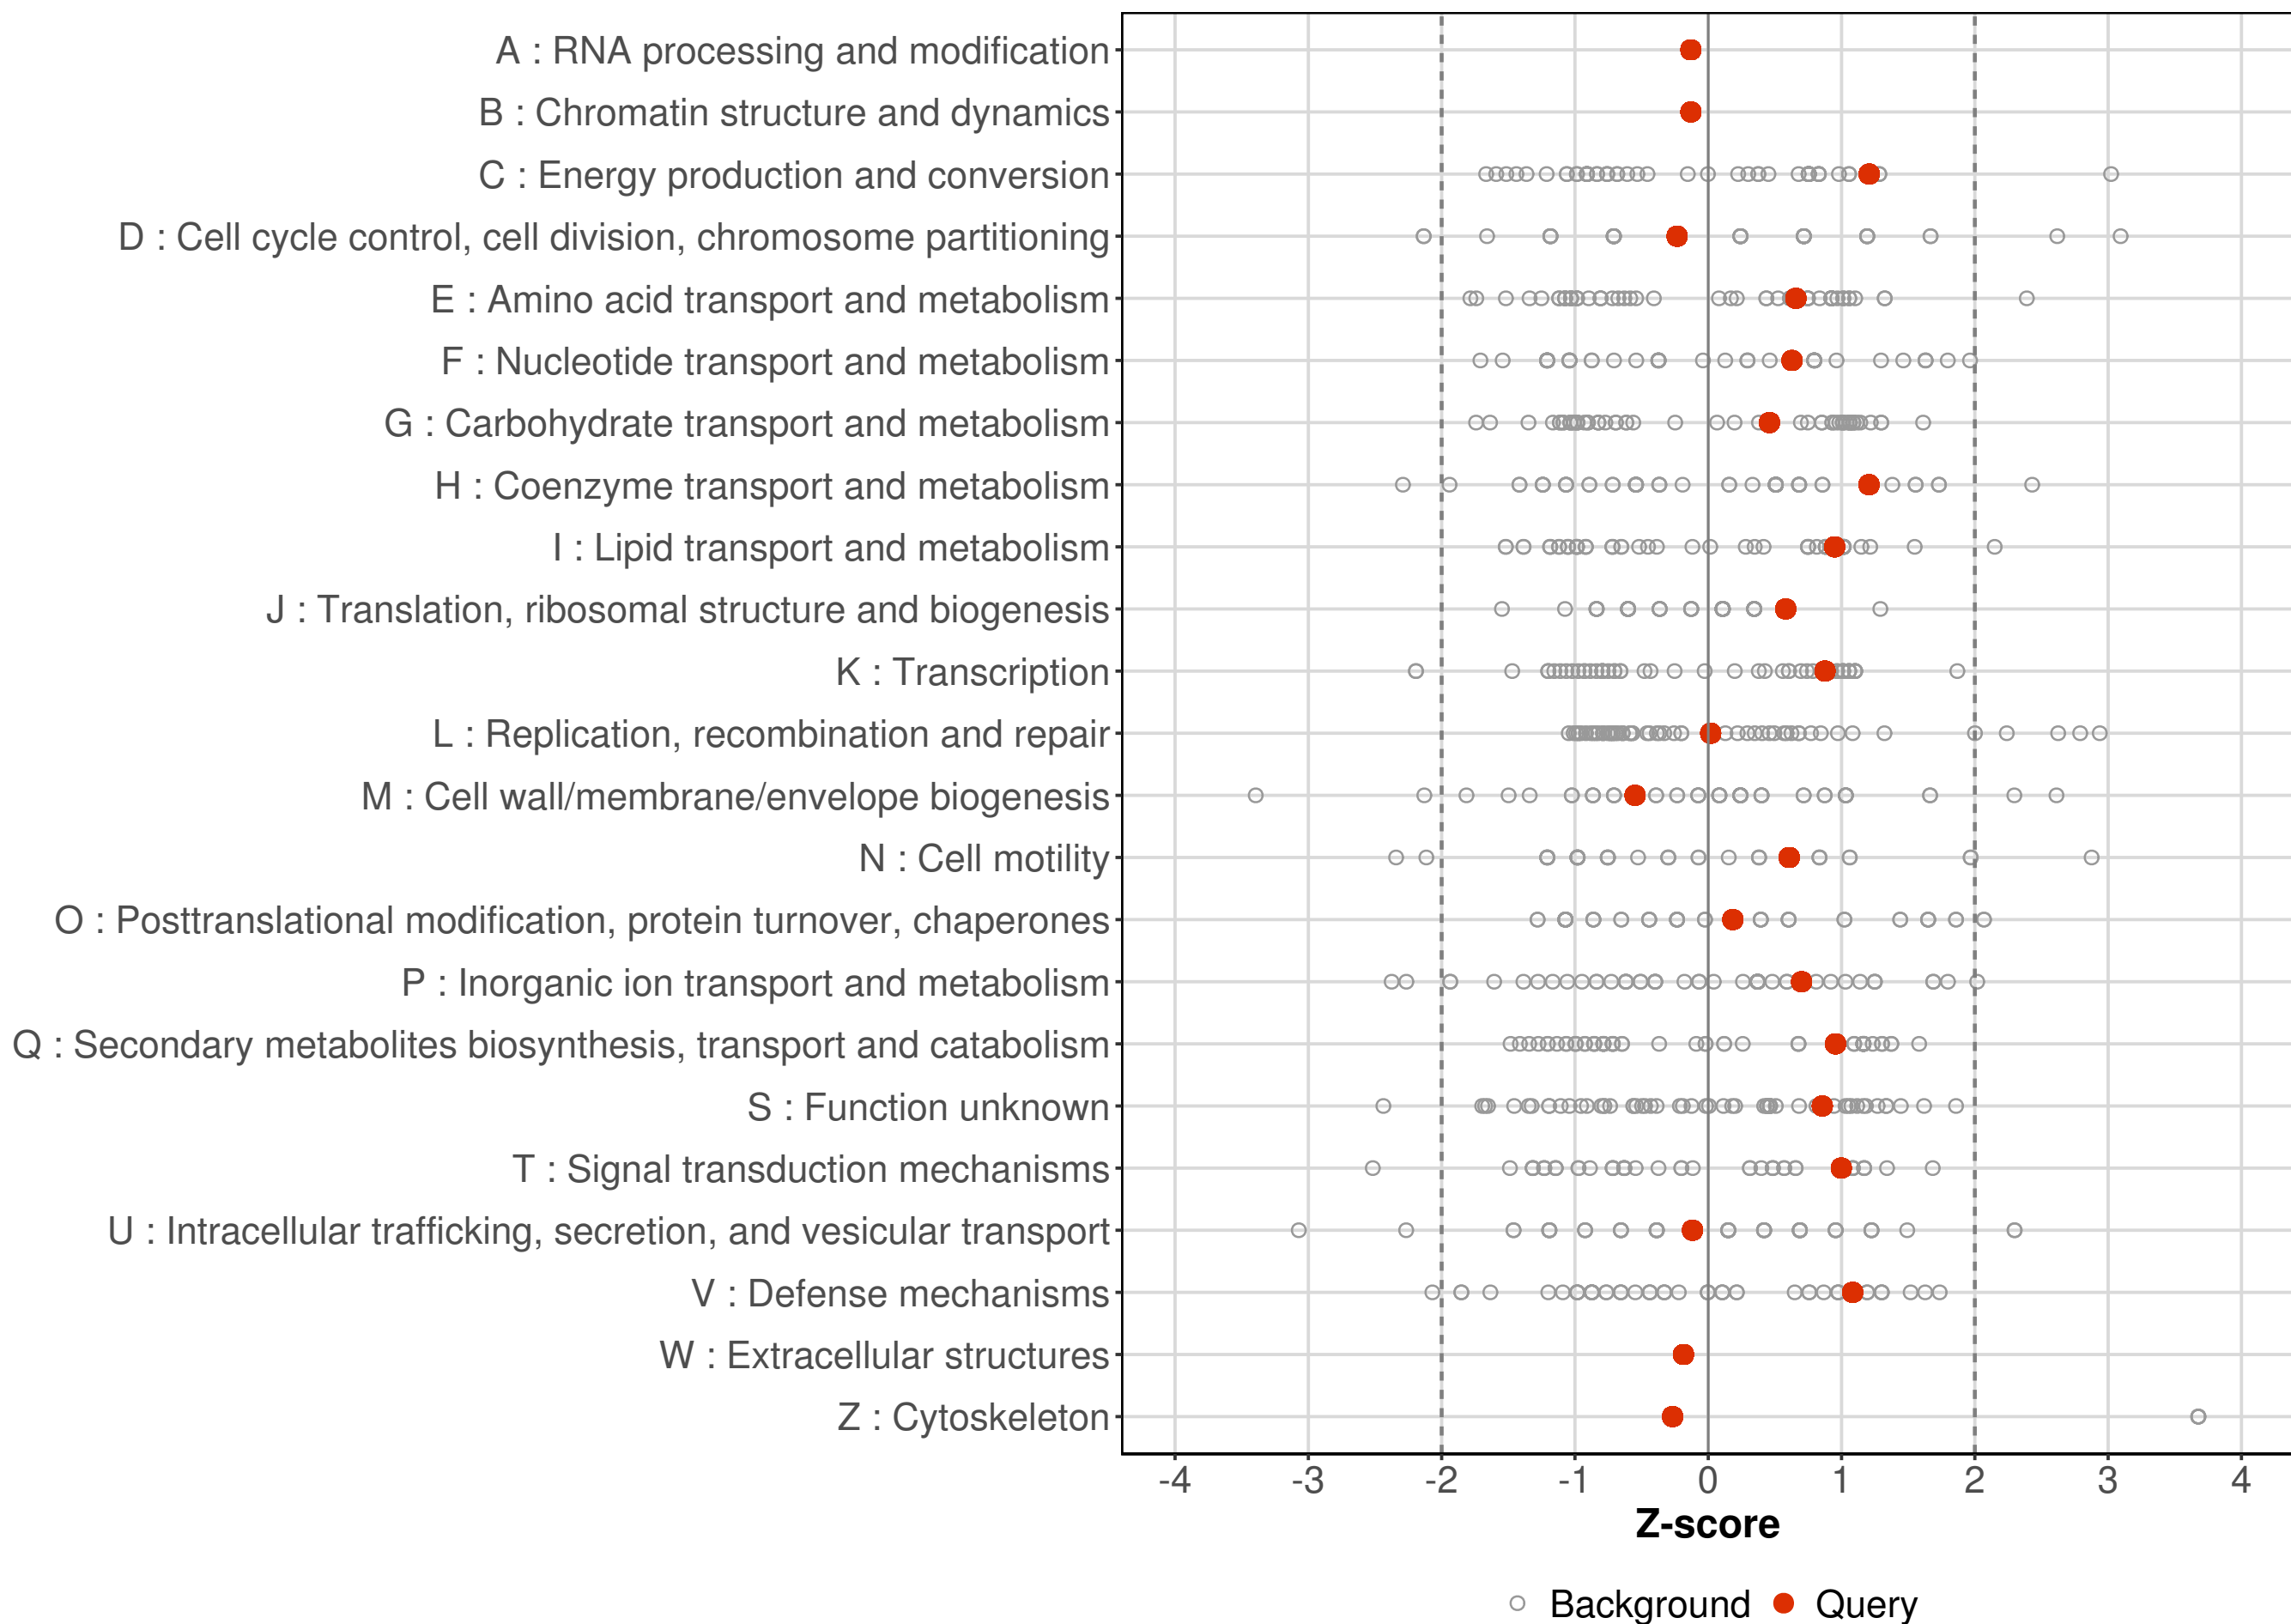 A : RNA processing and modification
B : Chromatin structure and dynamics
C : Energy production and conversion
D : Cell cycle control, cell division, chromosome partitioning
E : Amino acid transport and metabolism
F : Nucleotide transport and metabolism
G : Carbohydrate transport and metabolism
H : Coenzyme transport and metabolism
I : Lipid transport and metabolism
J : Translation, ribosomal structure and biogenesis
K : Transcription
L : Replication, recombination and repair
M : Cell wall/membrane/envelope biogenesis
N : Cell motility
O : Posttranslational modification, protein turnover, chaperones
P : Inorganic ion transport and metabolism
Q : Secondary metabolites biosynthesis, transport and catabolism
S : Function unknown
T : Signal transduction mechanisms
U : Intracellular trafficking, secretion, and vesicular transport
V : Defense mechanisms
W : Extracellular structures
Z : Cytoskeleton
-4 -3 -2 -1 0 1 2 3 4
Z-score
Background Query